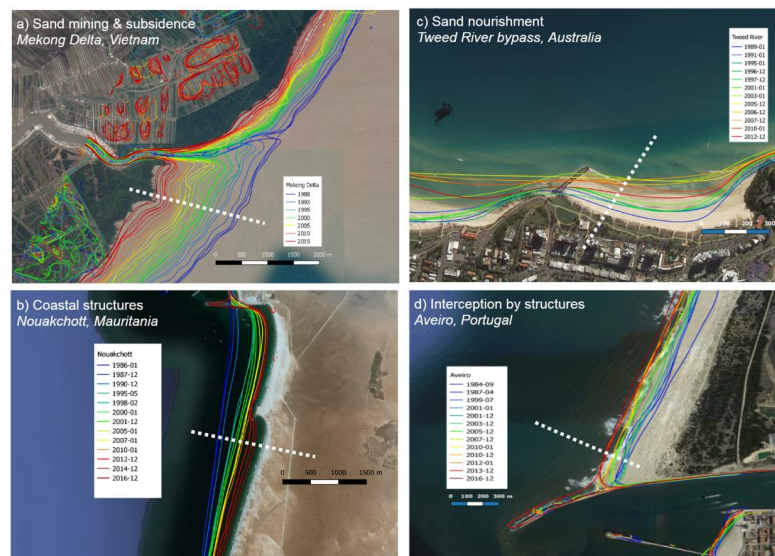 a) Sand mining & subsidence
Mekong Delta, Vietnam
Mekong Delta
1988
1990
1995
2000
2005
2010
2015
0 500 1000 1500 2000 m
c) Sand nourishment
Tweed River bypass, Australia
Tweed River
1989-01
1991-01
1995-01
1996-12
1997-12
2001-01
2003-01
2005-12
2006-12
2007-12
2010-01
2012-12
0 100 200 300
b) Coastal structures
Nouakchott, Mauritania
Nouakchott
1986-01
1987-12
1990-12
1995-05
1998-02
2000-01
2001-12
2005-01
2007-01
2010-01
2012-12
2014-12
2016-12
0 500 1000 1500 m
d) Interception by structures
Aveiro, Portugal
Aveiro
1984-09
1987-04
1999-07
2001-01
2001-12
2003-12
2005-12
2007-12
2010-01
2010-12
2012-01
2013-12
2016-12
0 100 200 300 m